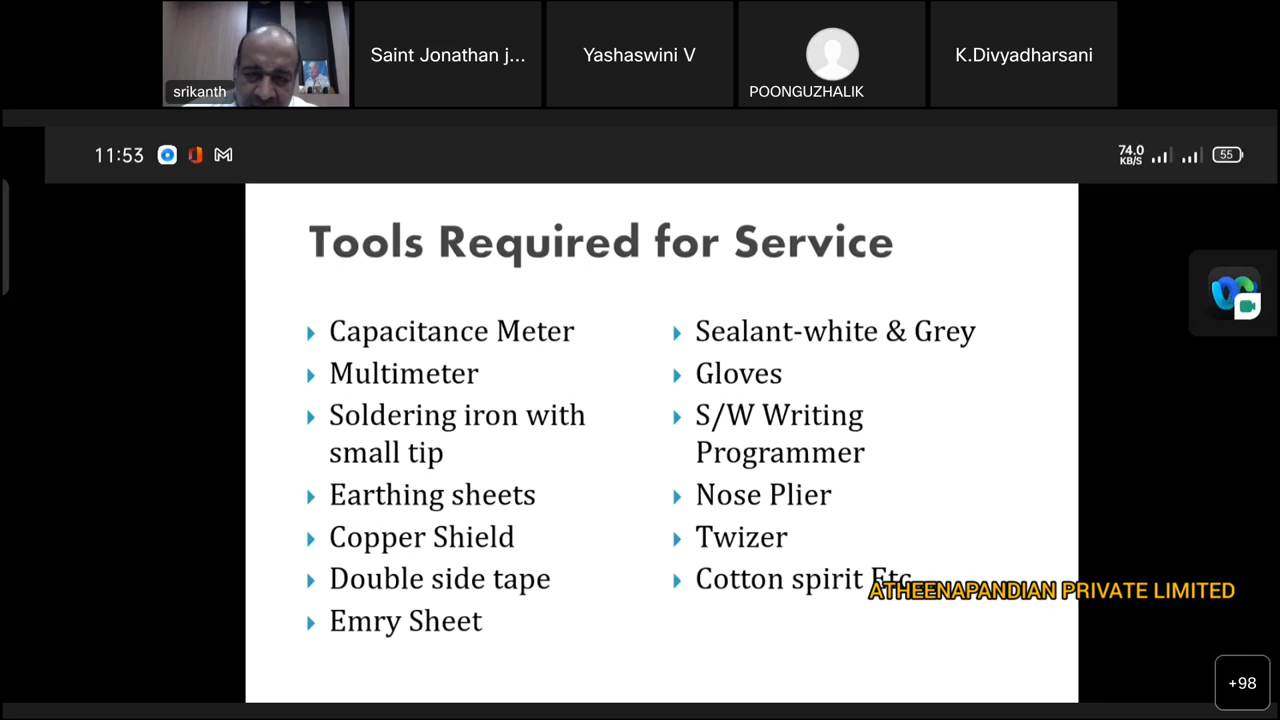 Saint Jonathan j...
Yashaswini V
K.Divyadharsani
srikanth
POONGUZHALIK
11:53
74.0
KB/S
55
Tools Required for Service
Capacitance Meter
Multimeter
Soldering iron with
small tip
Earthing sheets
Copper Shield
Double side tape
Emry Sheet
Sealant-white & Grey
Gloves
S/W Writing
Programmer
Nose Plier
Twizer
Cotton spirit Etc
ATHEENAPANDIAN PRIVATE LIMITED
+98